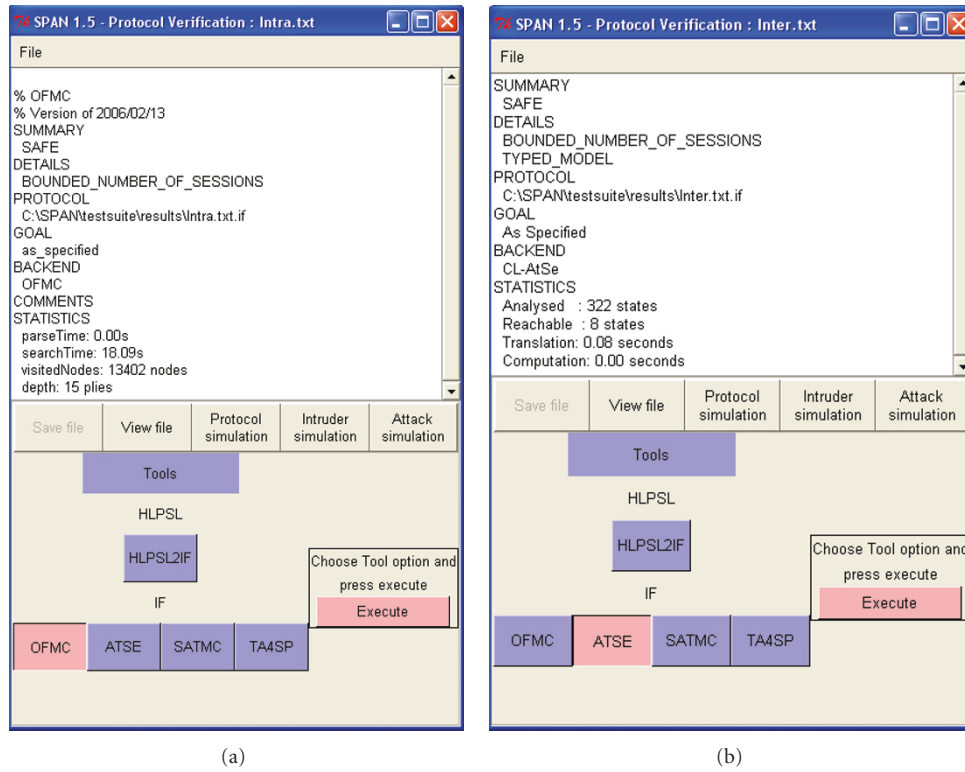 SPAN 1.5 - Protocol Verification : Intra.txt
File
% OFMC
% Version of 2006/02/13
SUMMARY
SAFE
DETAILS
BOUNDED_NUMBER_OF_SESSIONS
PROTOCOL
C:\SPAN\testsuite\results\Intra.txt.if
GOAL
as_specified
BACKEND
OFMC
COMMENTS
STATISTICS
parseTime: 0.00s
searchTime: 18.09s
visitedNodes: 13402 nodes
depth: 15 plies
Save file
View file
Protocol
simulation
Intruder
simulation
Attack
simulation
Tools
HLPSL
HLPSL2IF
Choose Tool option and
press execute
Execute
IF
OFMC
ATSE
SATMC
TA4SP
(a)
SPAN 1.5 - Protocol Verification : Inter.txt
File
SUMMARY
SAFE
DETAILS
BOUNDED_NUMBER_OF_SESSIONS
TYPED_MODEL
PROTOCOL
C:\SPAN\testsuite\results\Inter.txt.if
GOAL
As Specified
BACKEND
CL-AtSe
STATISTICS
Analysed : 322 states
Reachable : 8 states
Translation: 0.08 seconds
Computation: 0.00 seconds
Save file
View file
Protocol
simulation
Intruder
simulation
Attack
simulation
Tools
HLPSL
HLPSL2IF
Choose Tool option and
press execute
Execute
IF
OFMC
ATSE
SATMC
TA4SP
(b)